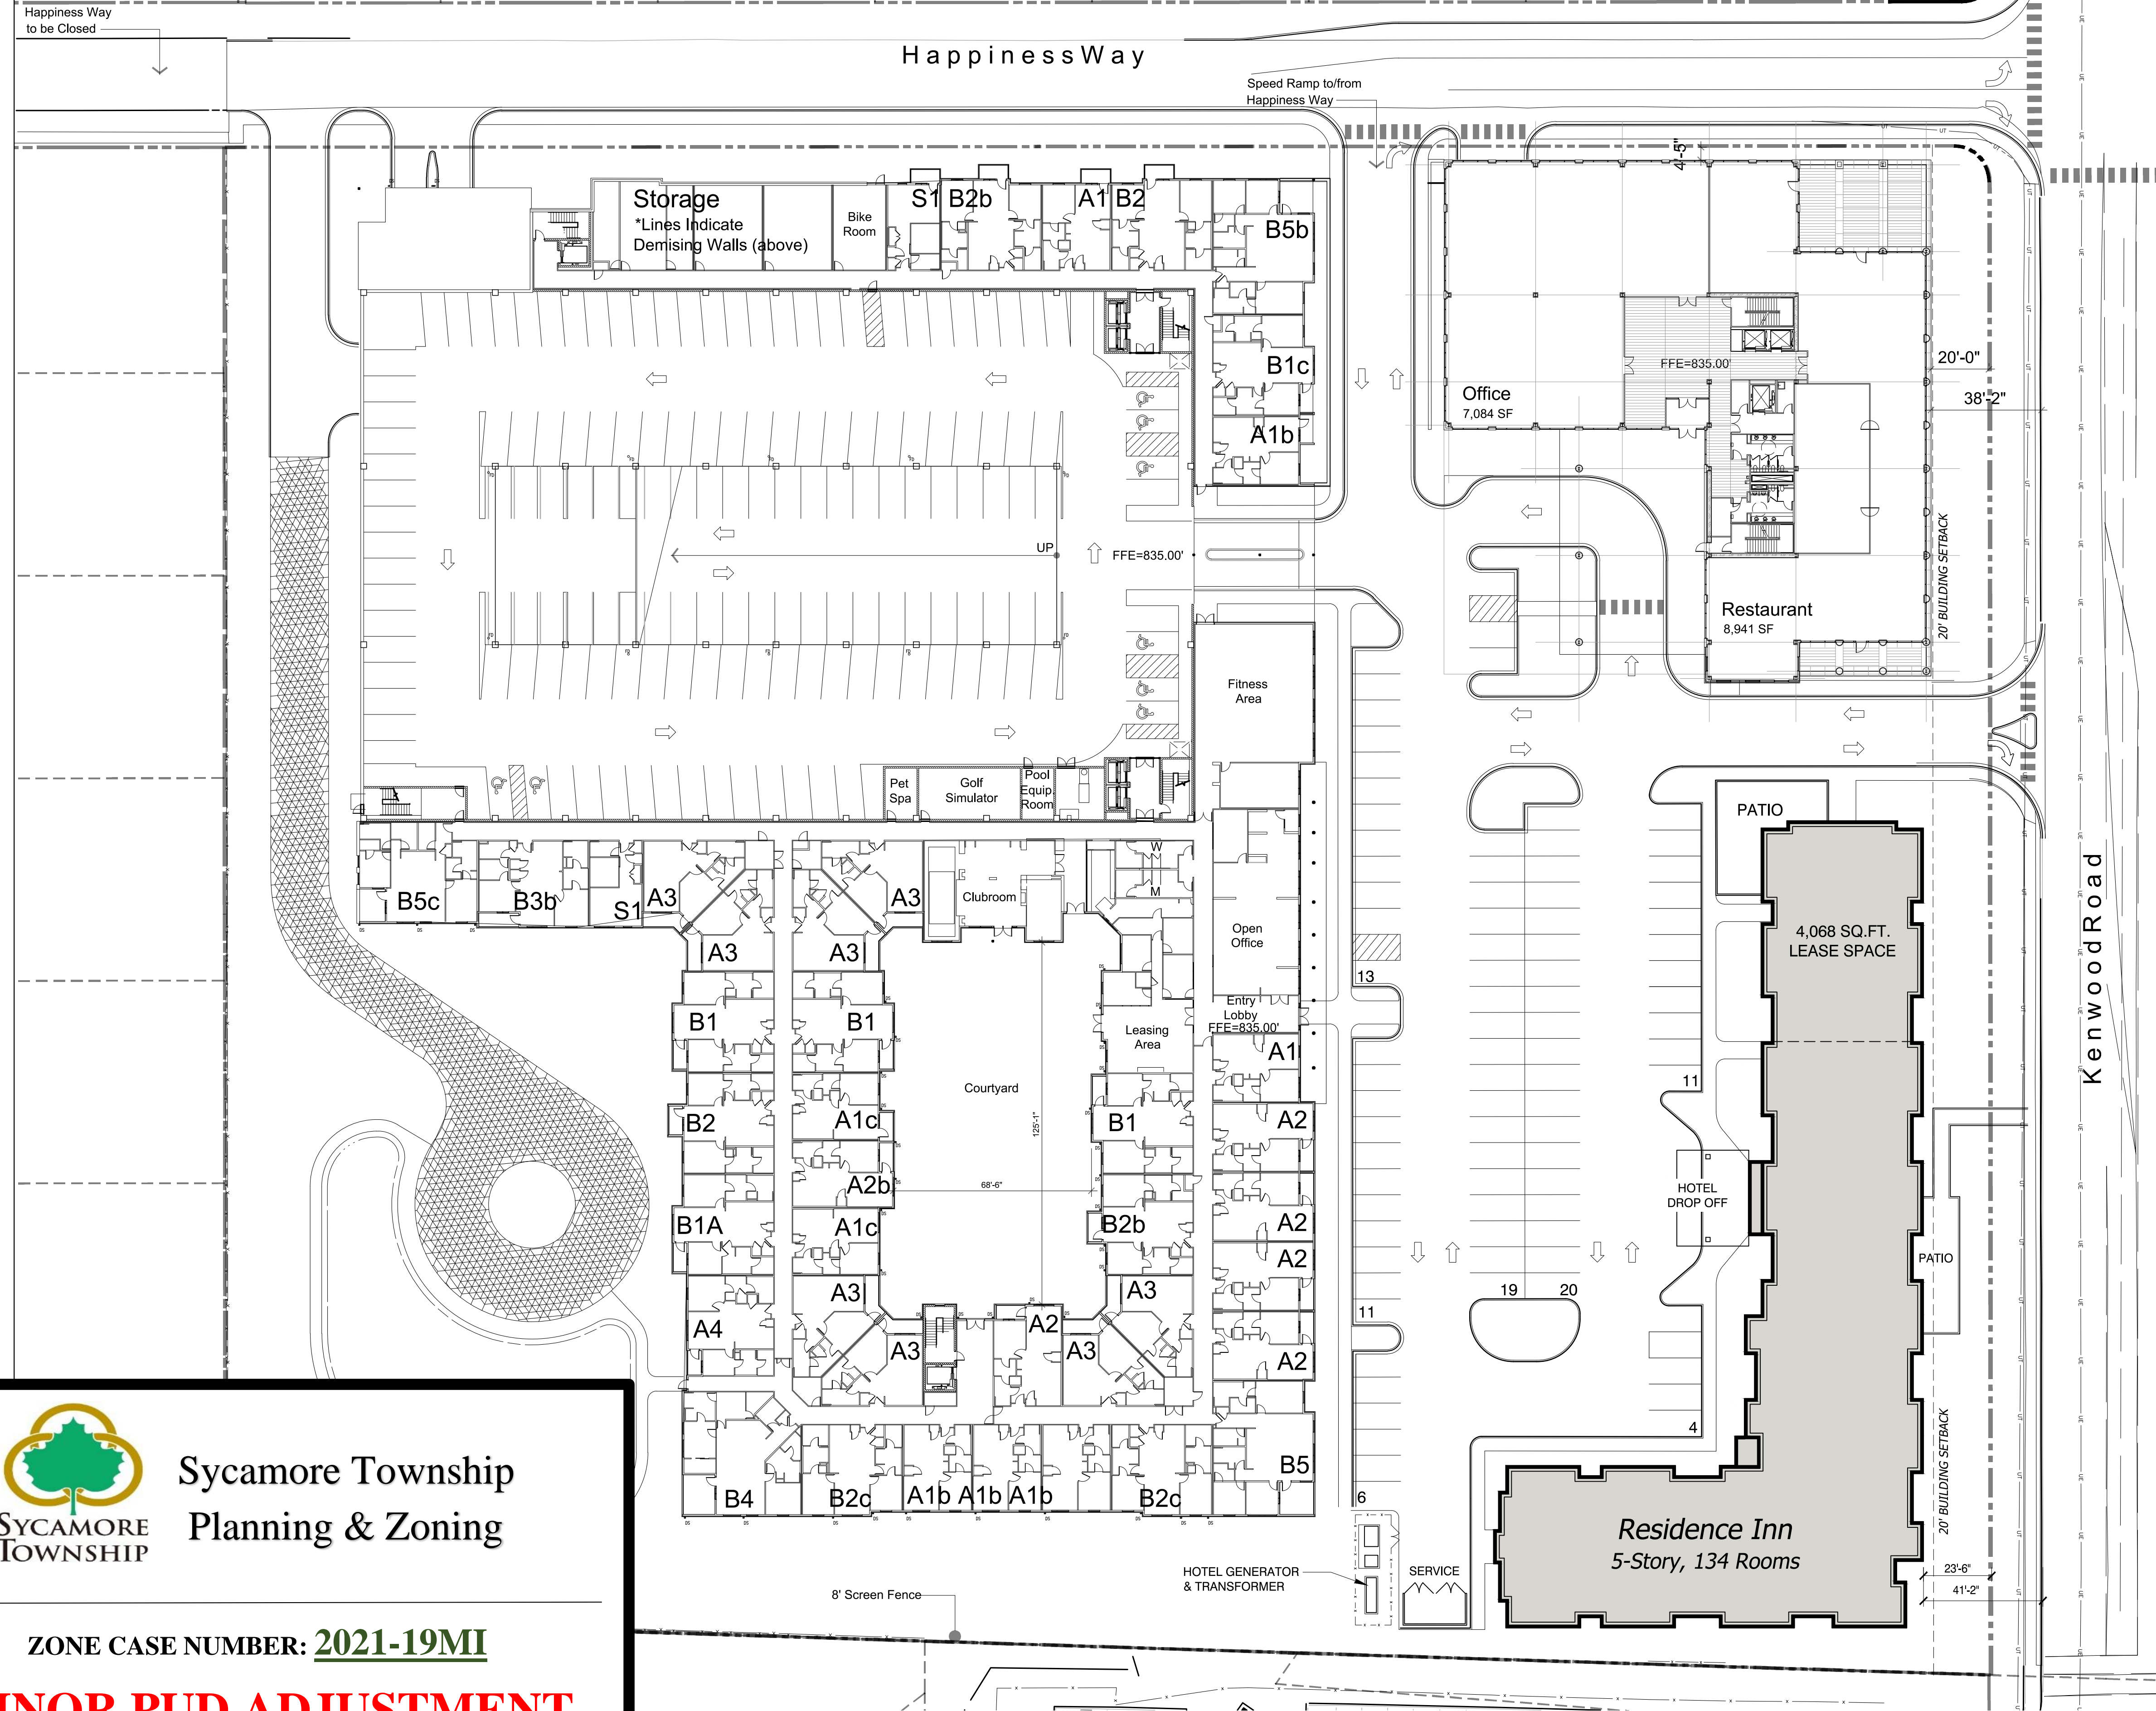 Happiness Way
to be Closed
HappinessWay
Speed Ramp to/from
Happiness Way
4'-5"
Storage
*Lines Indicate
Demising Walls (above)
Bike
Room
S1
B2b
A1
B2
B5b
B1c
A1b
Office
7,084 SF
FFE=835.00'
20'-0"
38'-2"
20' BUILDING SETBACK
UP
FFE=835.00'
Restaurant
8,941 SF
Fitness
Area
Pet
Spa
Golf
Simulator
Pool
Equip.
Room
PATIO
B5c
B3b
S1
A3
A3
Clubroom
W
M
A3
A3
Open
Office
4,068 SQ.FT.
LEASE SPACE
KenwoodRoad
13
Entry
Lobby
FFE=835.00'
Leasing
Area
B1
B1
A1
Courtyard
125'-1"
11
B2
A1c
B1
A2
A2b
68'-6"
HOTEL
DROP OFF
B1A
A1c
B2b
A2
A2
PATIO
A3
A3
19
20
11
A4
A3
A2
A3
A2
4
B5
B4
B2c
A1b
A1b
A1b
B2c
6
20' BUILDING SETBACK
Residence Inn
5-Story, 134 Rooms
HOTEL GENERATOR
& TRANSFORMER
SERVICE
23'-6"
41'-2"
8' Screen Fence
SYCAMORE
TOWNSHIP
Sycamore Township
Planning & Zoning
ZONE CASE NUMBER: 2021-19MI
INOR PUD ADJUSTMENT